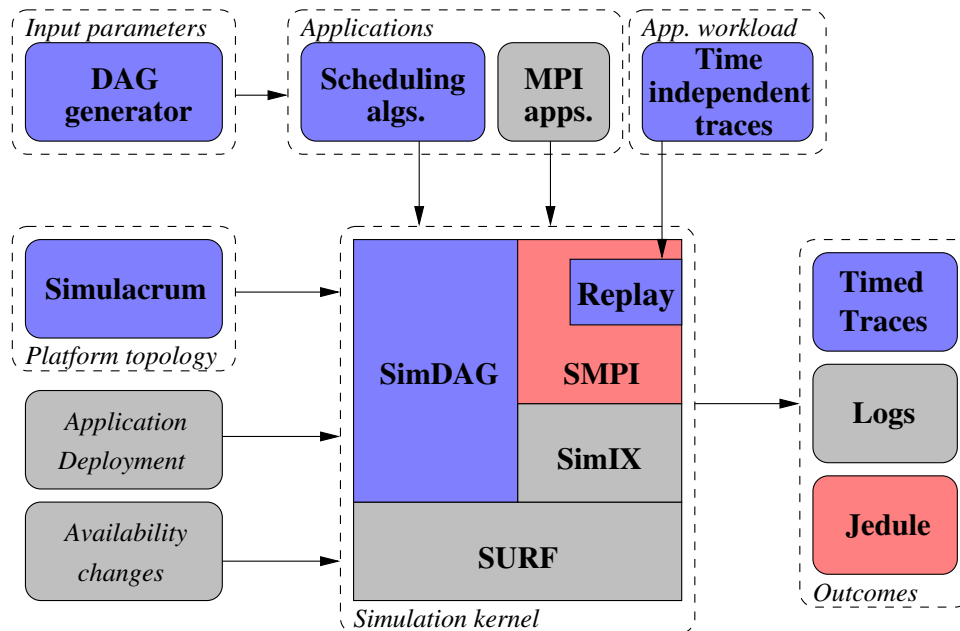 Input parameters
DAG
generator
Applications
Scheduling
algs.
MPI
apps.
App. workload
Time
independent
traces
Simulacrum
Platform topology
Application
Deployment
Availability
changes
SimDAG
Replay
SMPI
SimIX
SURF
Simulation kernel
Timed
Traces
Logs
Jedule
Outcomes